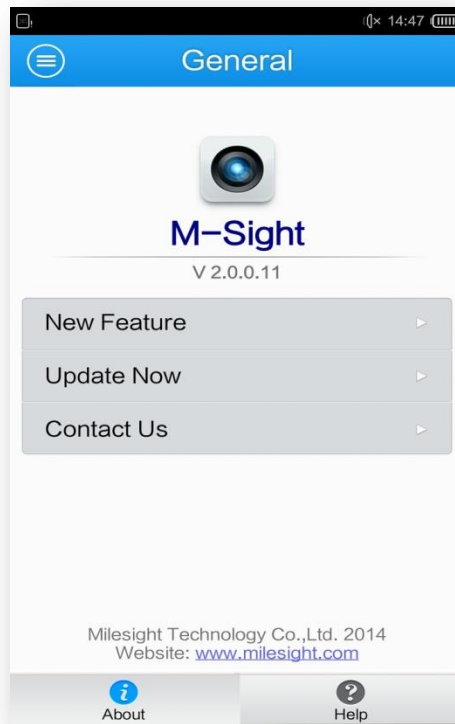 14:47
General
M-Sight
V 2.0.0.11
New Feature
Update Now
Contact Us
Milesight Technology Co.,Ltd. 2014
Website: www.milesight.com
About
Help